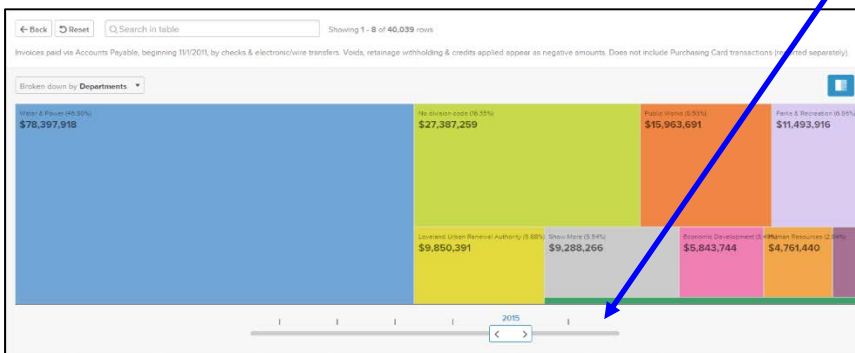 ← Back Reset Search in table Showing 1 - 8 of 40,039 rows
Invoices paid via Accounts Payable, beginning 11/1/2011, by checks & electronic/wire transfers. Voids, retainage withholding & credits applied appear as negative amounts. Does not include Purchasing Card transactions (reported separately).
Broken down by Departments
Water & Power
$78,397,918
No division code (16.35%)
$27,387,259
Public Works
$15,963,691
Parks & Recreation
$11,493,916
Loveland Urban Renewal Authority (5.88%)
$9,850,391
Show More (5.54%)
$9,288,266
Economic Development
$5,843,744
Human Resources
$4,761,440
2015